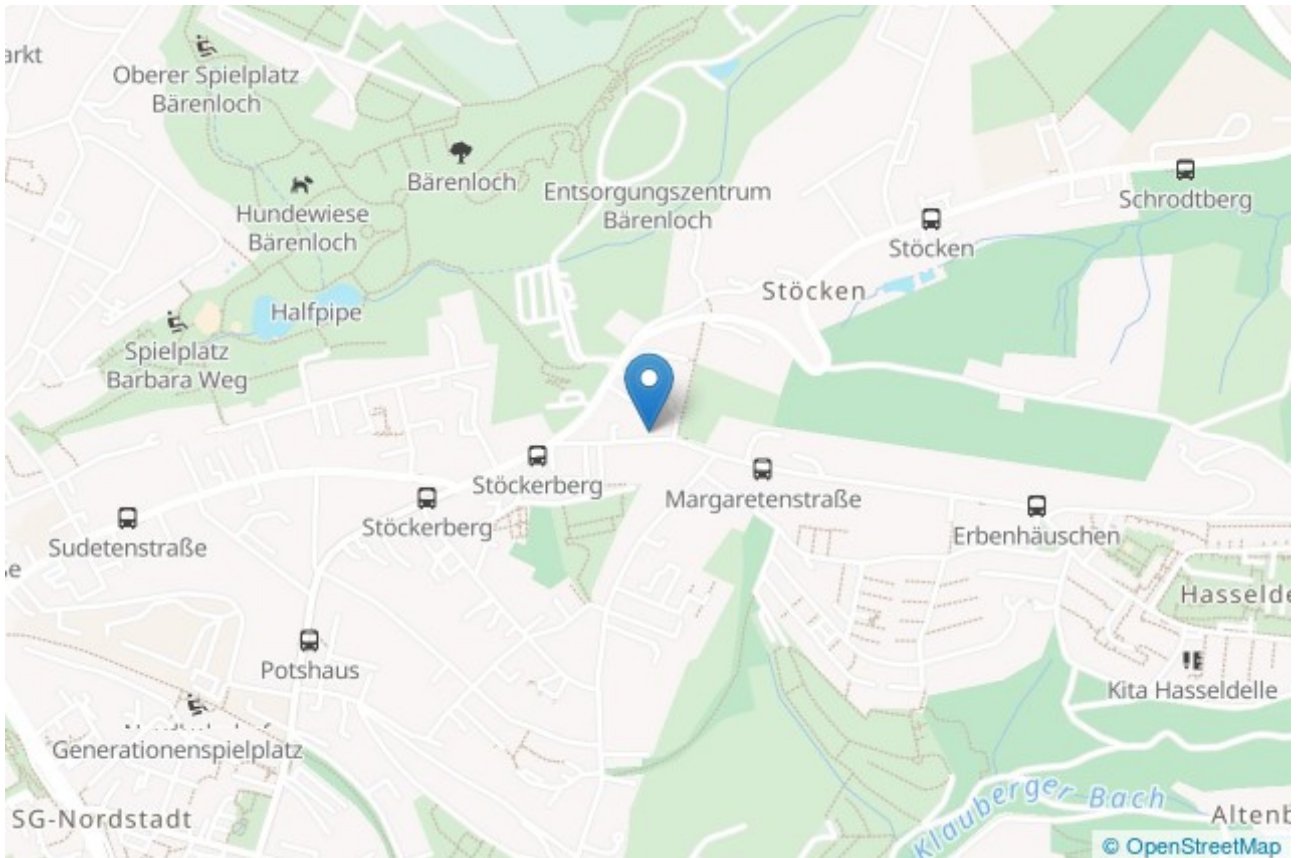 arkt
Oberer Spielplatz
Bärenloch
Bärenloch
Entsorgungszentrum
Bärenloch
Schrodtberg
Hundewiese
Bärenloch
Stöcken
Stöcken
Halfpipe
Spielplatz
Barbara Weg
Stöckerberg
Margaretenstraße
Stöckerberg
Sudetenstraße
Erbenhäuschen
ße
Hasselde
Potshaus
Kita Hasseldelle
Generationenspielplatz
SG-Nordstadt
Klauberger Bach
Altenb
© OpenStreetMap